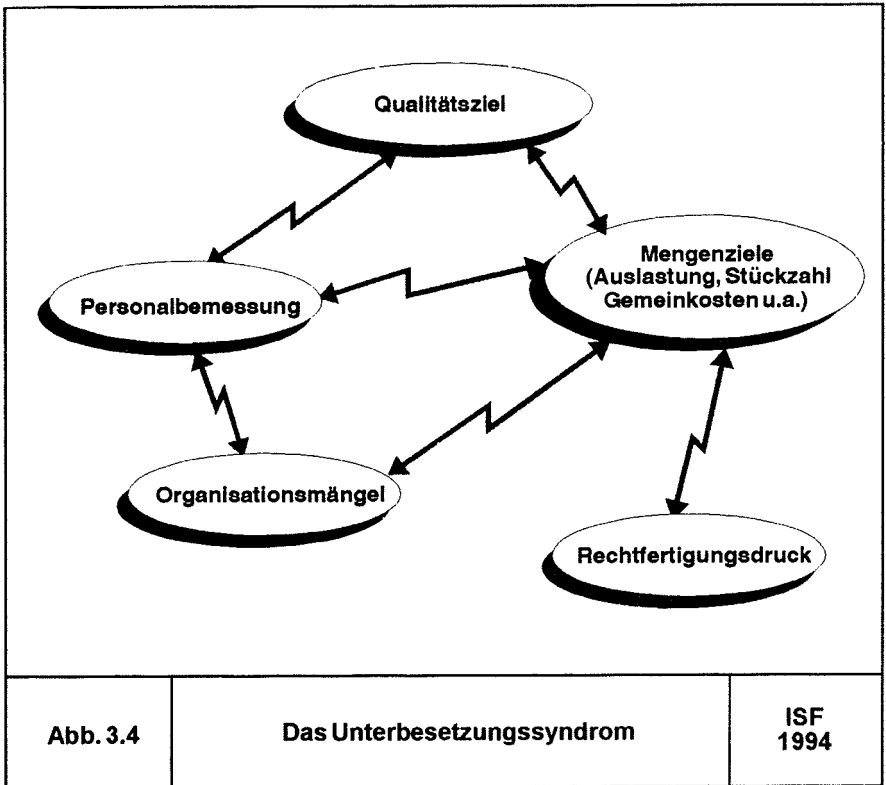 Qualitätsziel
Mengenziele
(Auslastung, Stückzahl
Gemeinkosten u.a.)
Personalbemessung
Organisationsmängel
Rechtfertigungsdruck
Abb. 3.4
Das Unterbesetzungssyndrom
ISF
1994